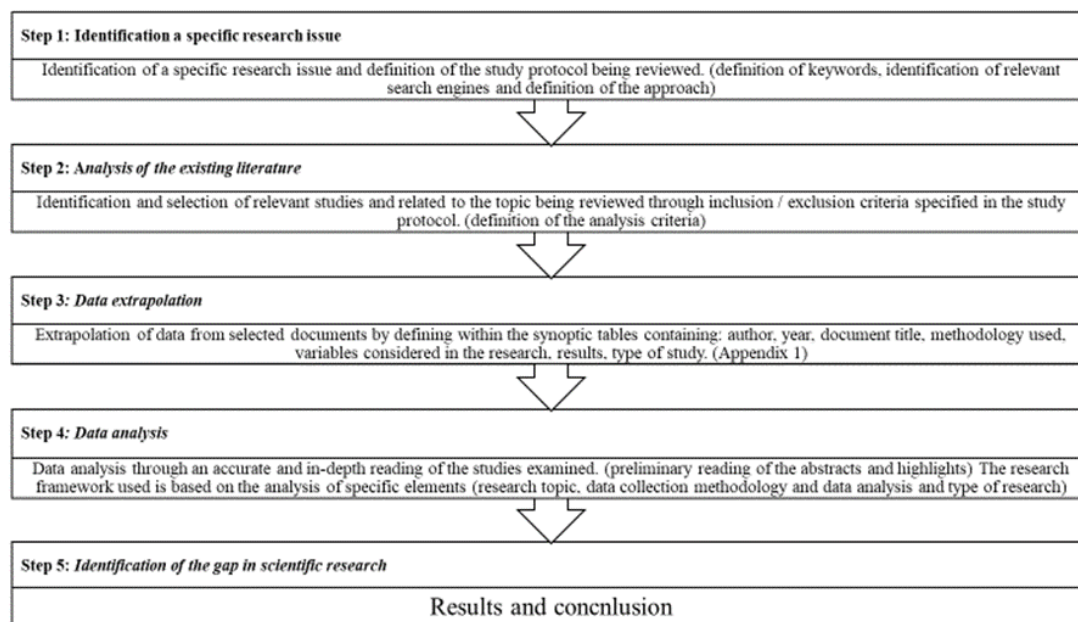 Step 1: Identification a specific research issue
Identification of a specific research issue and definition of the study protocol being reviewed. (definition of keywords, identification of relevant
search engines and definition of the approach)
Step 2: Analysis of the existing literature
Identification and selection of relevant studies and related to the topic being reviewed through inclusion / exclusion criteria specified in the study
protocol. (definition of the analysis criteria)
Step 3: Data extrapolation
Extrapolation of data from selected documents by defining within the synoptic tables containing: author, year, document title, methodology used,
variables considered in the research, results, type of study. (Appendix 1)
Step 4: Data analysis
Data analysis through an accurate and in-depth reading of the studies examined. (preliminary reading of the abstracts and highlights) The research
framework used is based on the analysis of specific elements (research topic, data collection methodology and data analysis and type of research)
Step 5: Identification of the gap in scientific research
Results and concnlusion